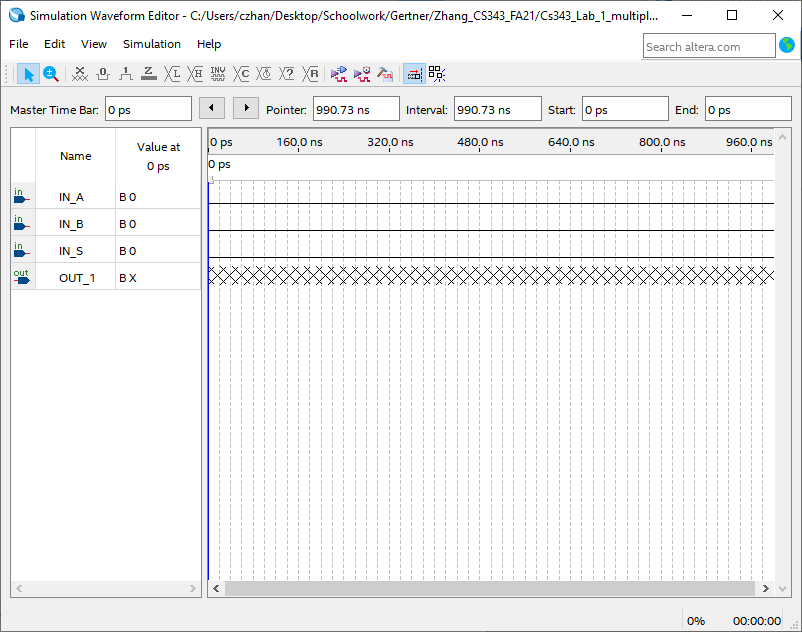 Simulation Waveform Editor - C:/Users/czhan/Desktop/Schoolwork/Gertner/Zhang_CS343_FA21/Cs343_Lab_1_multipl...
File Edit View Simulation Help
Search altera.com
Master Time Bar: 0 ps Pointer: 990.73 ns Interval: 990.73 ns Start: 0 ps End: 0 ps
Name Value at 0 ps
0 ps 160.0 ns 320.0 ns 480.0 ns 640.0 ns 800.0 ns 960.0 ns
0 ps
in IN_A B 0
in IN_B B 0
in IN_S B 0
out OUT_1 B X
0% 00:00:00